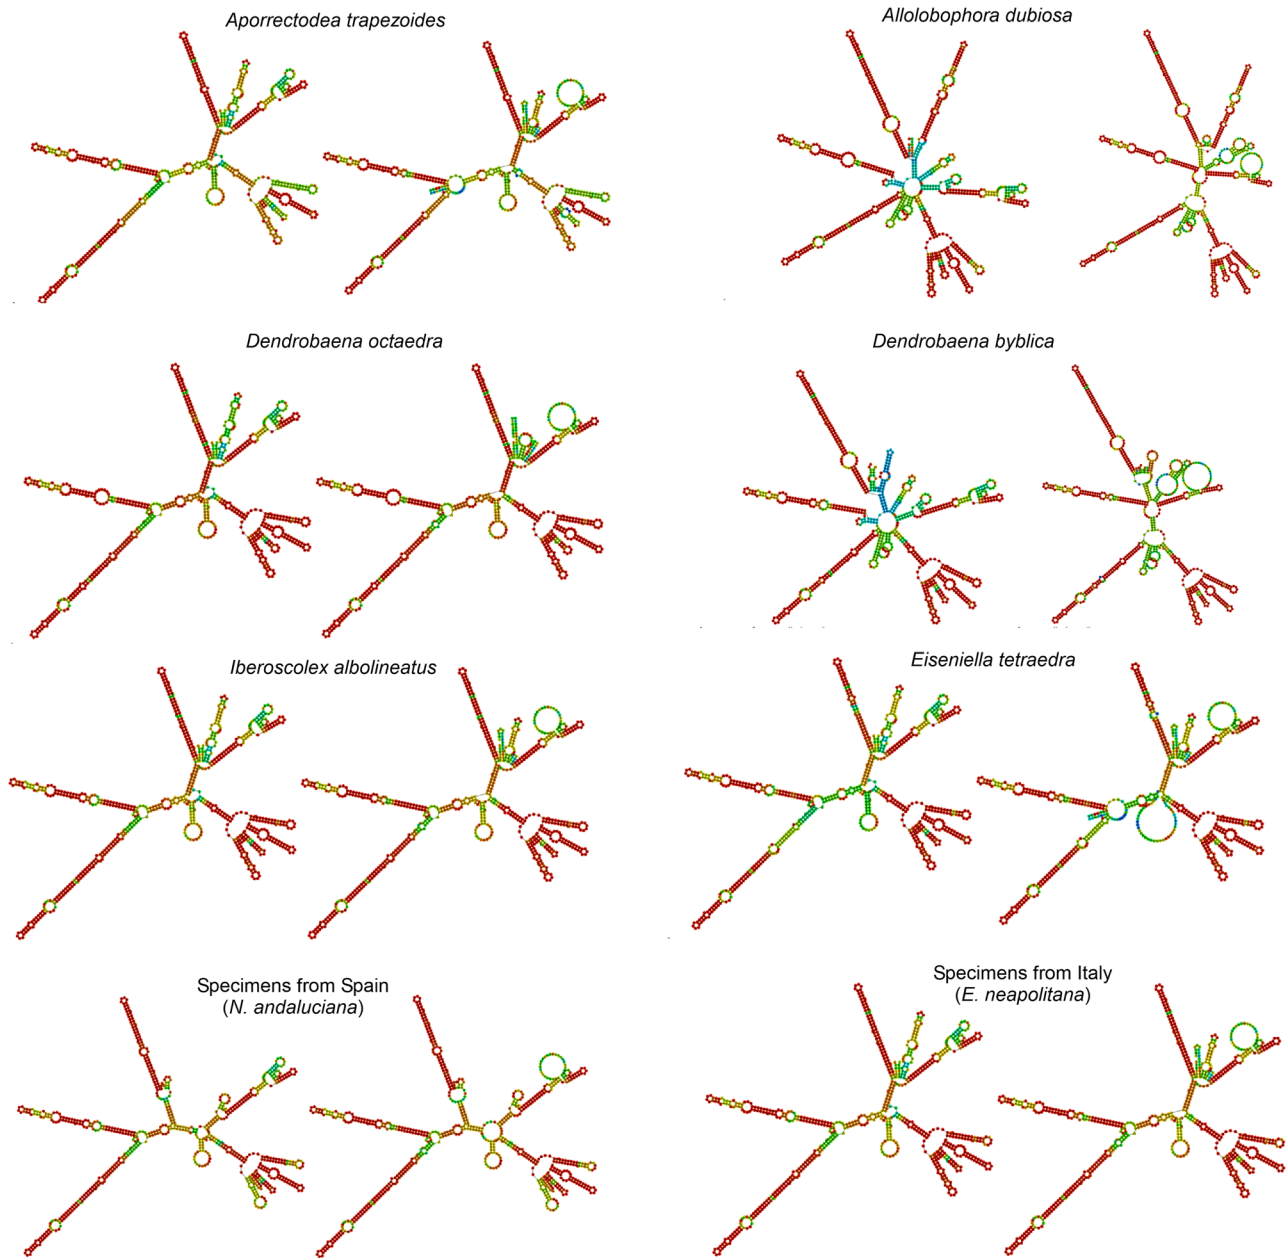 Aporrectodea trapezoides
Allolobophora dubiosa
Dendrobaena octaedra
Dendrobaena byblica
Iberoscolex albolineatus
Eiseniella tetraedra
Specimens from Spain
(N. andaluciana)
Specimens from Italy
(E. neapolitana)